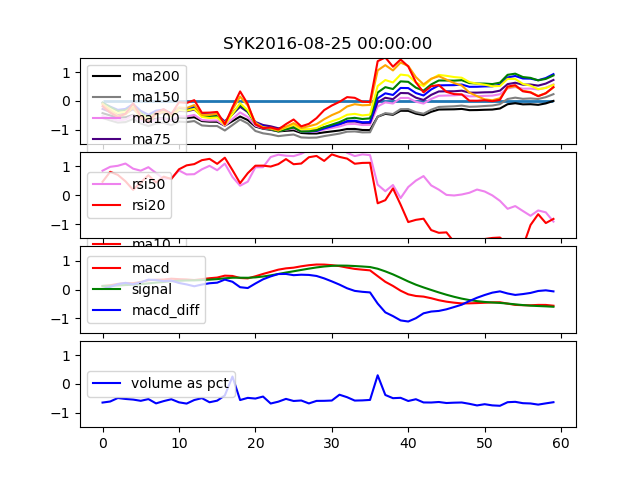 SYK2016-08-25 00:00:00
1
0
−1
ma200
ma150
ma100
ma75
1
0
−1
rsi50
rsi20
ma10
1
0
−1
macd
signal
macd_diff
1
0
−1
volume as pct
0 10 20 30 40 50 60